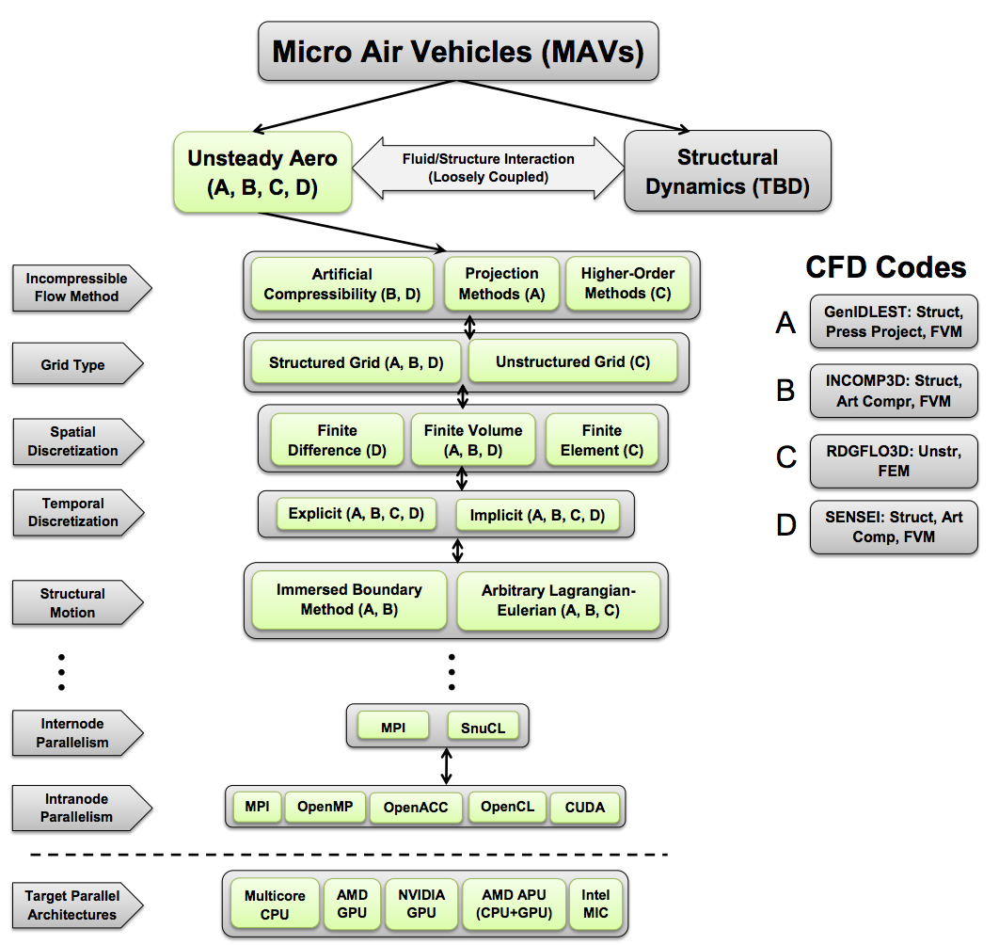 Micro Air Vehicles (MAVs)
Unsteady Aero
(A, B, C, D)
Fluid/Structure Interaction
(Loosely Coupled)
Structural
Dynamics (TBD)
Incompressible
Flow Method
Artificial
Compressibility (B, D)
Projection
Methods (A)
Higher-Order
Methods (C)
Grid Type
Structured Grid (A, B, D)
Unstructured Grid (C)
Spatial
Discretization
Finite
Difference (D)
Finite Volume
(A, B, D)
Finite
Element (C)
Temporal
Discretization
Explicit (A, B, C, D)
Implicit (A, B, C, D)
Structural
Motion
Immersed Boundary
Method (A, B)
Arbitrary Lagrangian-
Eulerian (A, B, C)
Internode
Parallelism
MPI
SnuCL
Intranode
Parallelism
MPI
OpenMP
OpenACC
OpenCL
CUDA
Target Parallel
Architectures
Multicore
CPU
AMD
GPU
NVIDIA
GPU
AMD APU
(CPU+GPU)
Intel
MIC
CFD Codes
A
GenIDLEST: Struct,
Press Project, FVM
B
INCOMP3D: Struct,
Art Compr, FVM
C
RDGFLO3D: Unstr,
FEM
D
SENSEI: Struct, Art
Comp, FVM